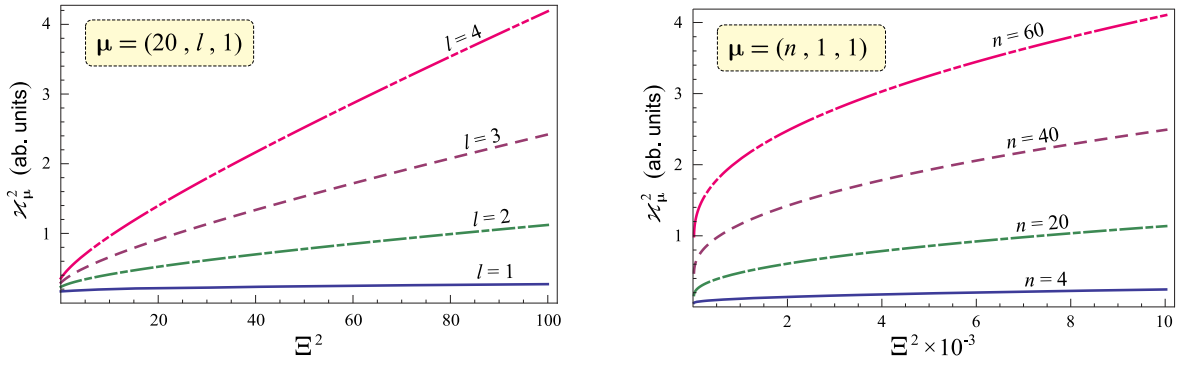 μ = (20 , l , 1)
l = 4
l = 3
l = 2
l = 1
4
3
2
1
ϰ²_μ (ab. units)
20
40
60
80
100
Ξ²
μ = (n , 1 , 1)
n = 60
n = 40
n = 20
n = 4
4
3
2
1
ϰ²_μ (ab. units)
2
4
6
8
10
Ξ² × 10⁻³